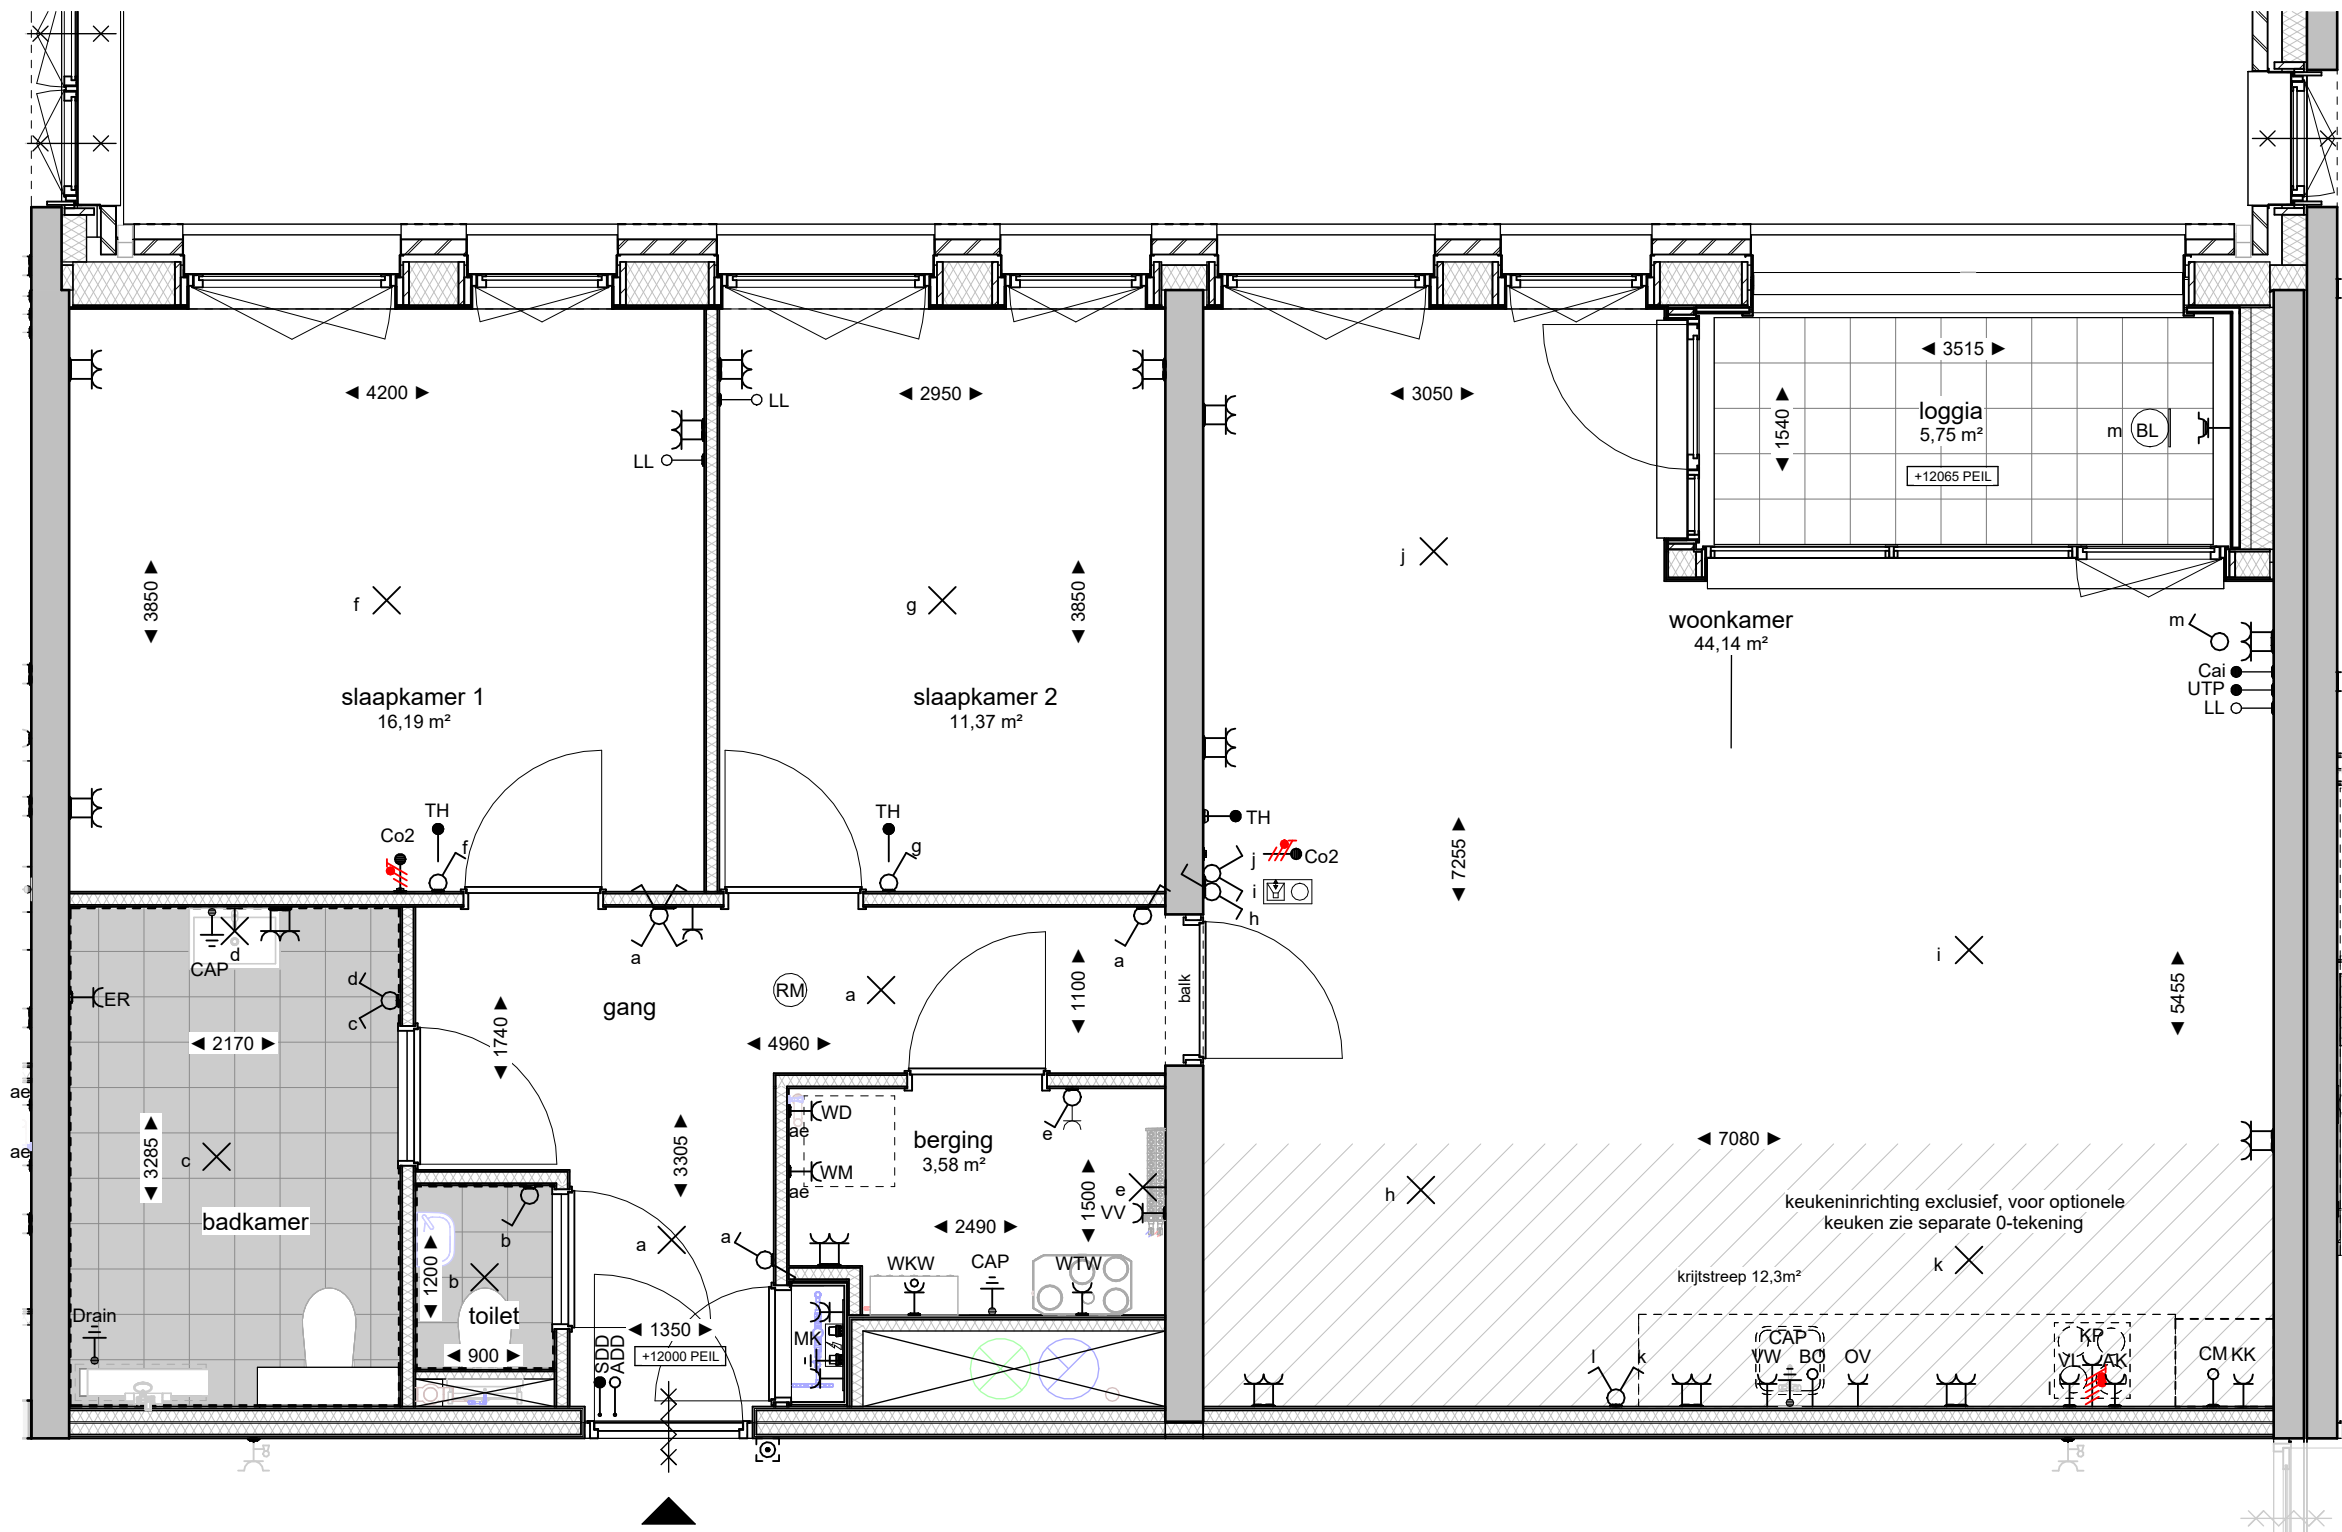 4200
LL
2950
LL
3050
3515
1540
loggia
5,75 m²
+12065 PEIL
m
BL
3850
f
3850
g
j
slaapkamer 1
16,19 m²
slaapkamer 2
11,37 m²
woonkamer
44,14 m²
m
Cai
UTP
LL
TH
f
Co2
TH
g
TH
j
Co2
i
h
7255
CAP
d
ER
d
c
2170
3285
c
badkamer
Drain
a
gang
RM
a
a
1740
4960
1100
balk
3305
i
5455
7080
ae
ae
WD
ae
WM
ae
berging
3,58 m²
e
e
VV
1500
2490
WKW
CAP
WTW
b
b
1200
toilet
900
a
a
1350
+12000 PEIL
SDD
ADD
MK
h
keukeninrichting exclusief, voor optionele
keuken zie separate 0-tekening
k
krijtstreep 12,3m²
l
k
CAP
VW
BO
OV
KP
VL
AK
l
CM
KK